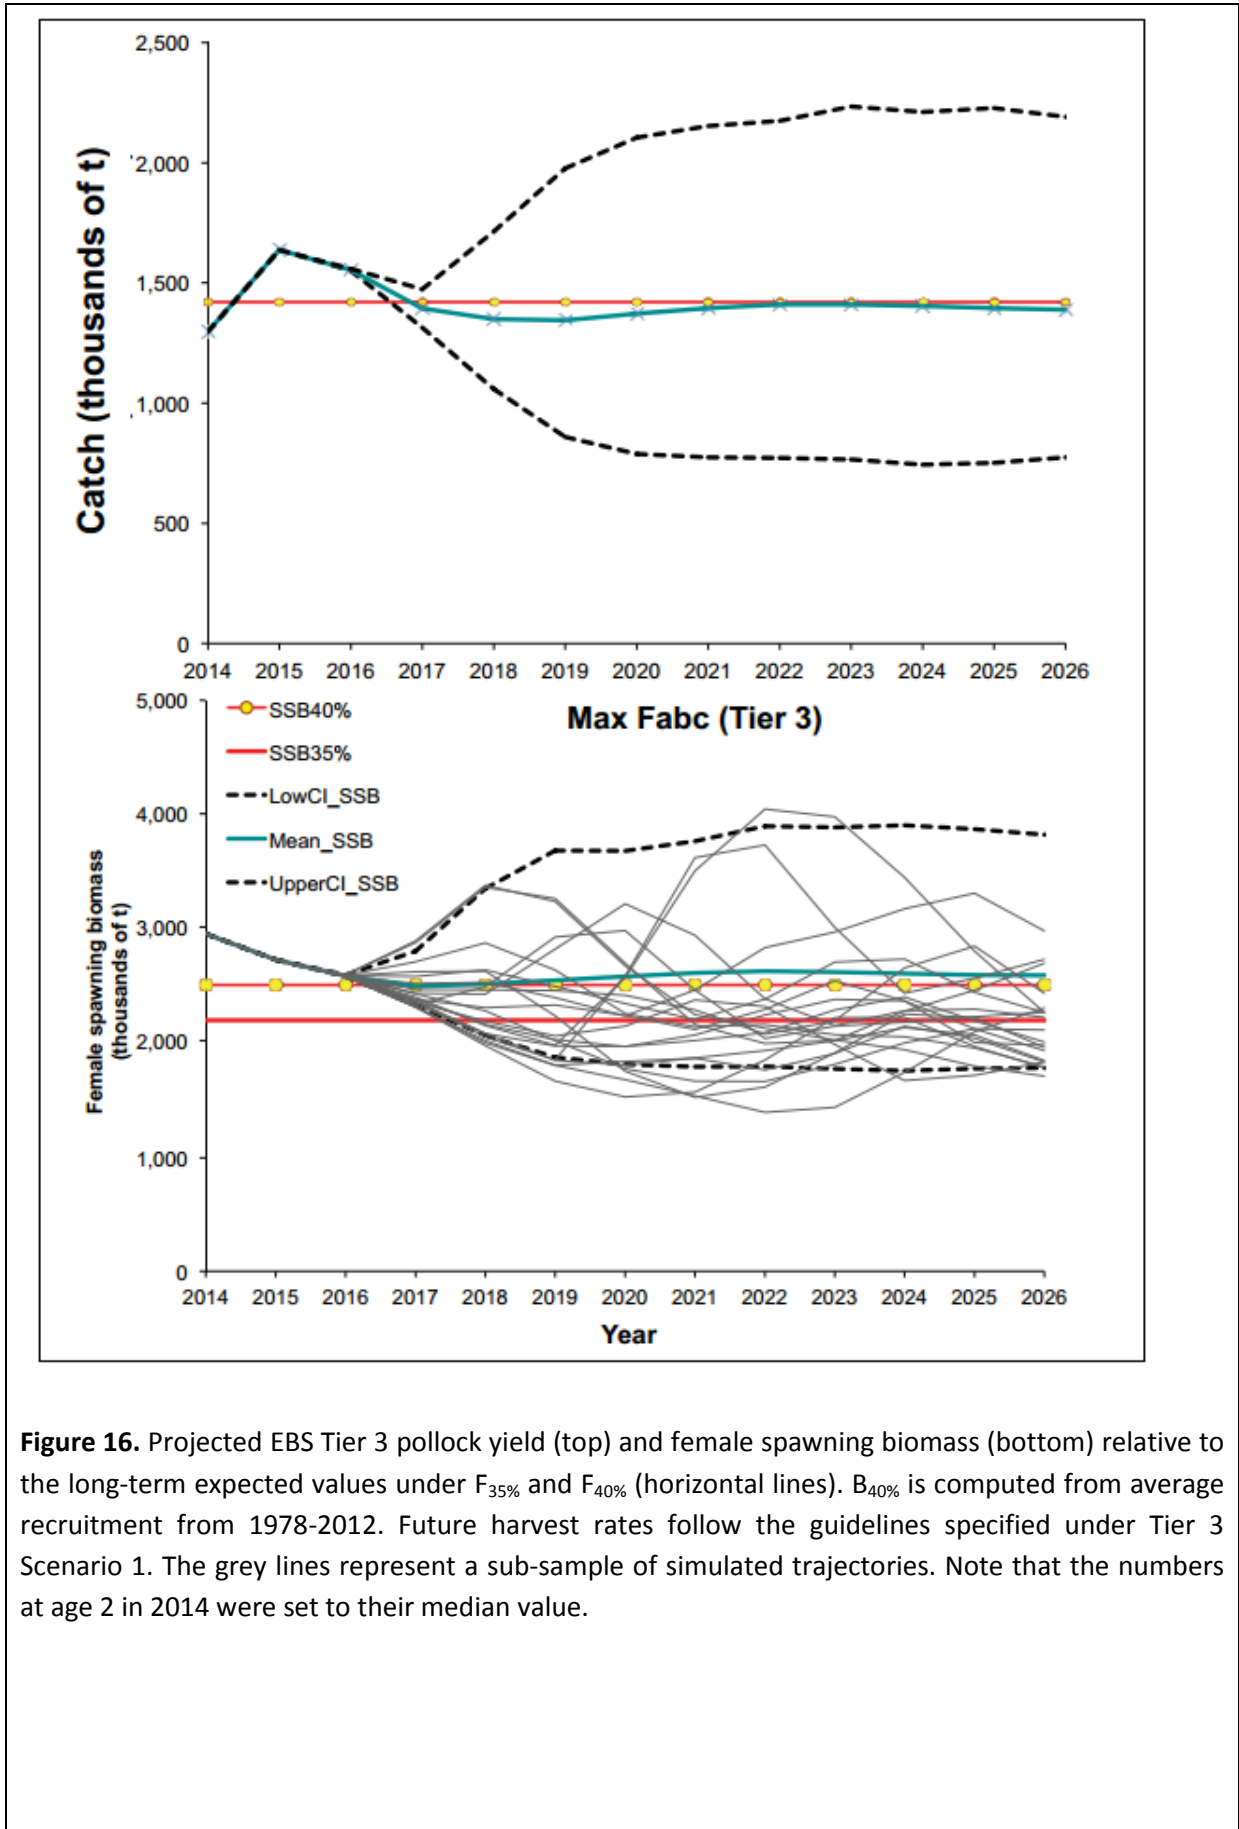 2,500
2,000
1,500
1,000
500
0
Catch (thousands of t)
2014 2015 2016 2017 2018 2019 2020 2021 2022 2023 2024 2025 2026
Max Fabc (Tier 3)
5,000
4,000
3,000
2,000
1,000
0
SSB40%
SSB35%
LowCI_SSB
Mean_SSB
UpperCI_SSB
Female spawning biomass
(thousands of t)
2014 2015 2016 2017 2018 2019 2020 2021 2022 2023 2024 2025 2026
Year
Figure 16. Projected EBS Tier 3 pollock yield (top) and female spawning biomass (bottom) relative to
the long-term expected values under F35% and F40% (horizontal lines). B40% is computed from average
recruitment from 1978-2012. Future harvest rates follow the guidelines specified under Tier 3
Scenario 1. The grey lines represent a sub-sample of simulated trajectories. Note that the numbers
at age 2 in 2014 were set to their median value.